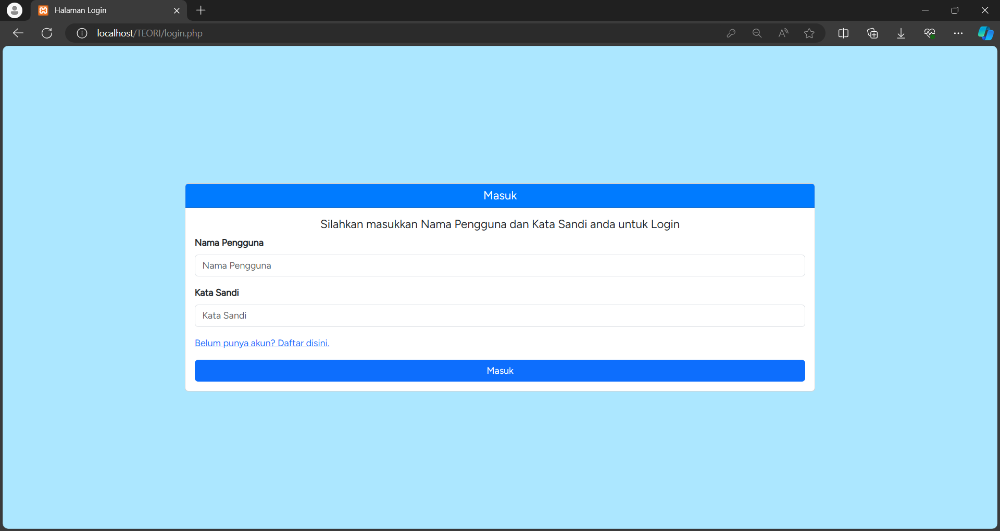 Halaman Login
localhost/TEORI/login.php
Masuk
Silahkan masukkan Nama Pengguna dan Kata Sandi anda untuk Login
Nama Pengguna
Nama Pengguna
Kata Sandi
Kata Sandi
Belum punya akun? Daftar disini.
Masuk